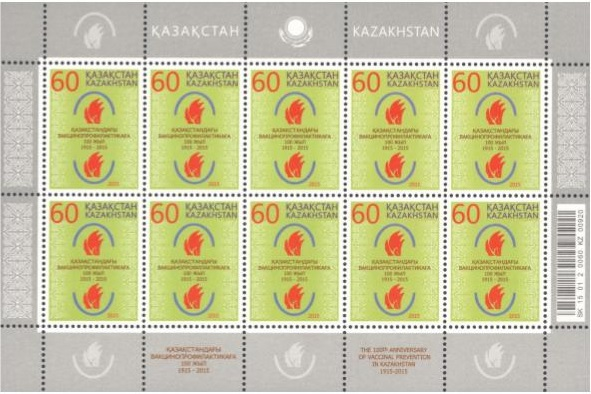 ҚАЗАҚСТАН KAZAKHSTAN
60 ҚАЗАҚСТАН KAZAKHSTAN
ҚАЗАҚСТАНДАҒЫ
ВАКЦИНОПРОФИЛАКТИКАҒА
100 ЖЫЛ
1915 - 2015
2015
60 ҚАЗАҚСТАН KAZAKHSTAN
ҚАЗАҚСТАНДАҒЫ
ВАКЦИНОПРОФИЛАКТИКАҒА
100 ЖЫЛ
1915 - 2015
2015
60 ҚАЗАҚСТАН KAZAKHSTAN
ҚАЗАҚСТАНДАҒЫ
ВАКЦИНОПРОФИЛАКТИКАҒА
100 ЖЫЛ
1915 - 2015
2015
60 ҚАЗАҚСТАН KAZAKHSTAN
ҚАЗАҚСТАНДАҒЫ
ВАКЦИНОПРОФИЛАКТИКАҒА
100 ЖЫЛ
1915 - 2015
2015
60 ҚАЗАҚСТАН KAZAKHSTAN
ҚАЗАҚСТАНДАҒЫ
ВАКЦИНОПРОФИЛАКТИКАҒА
100 ЖЫЛ
1915 - 2015
2015
60 ҚАЗАҚСТАН KAZAKHSTAN
ҚАЗАҚСТАНДАҒЫ
ВАКЦИНОПРОФИЛАКТИКАҒА
100 ЖЫЛ
1915 - 2015
2015
60 ҚАЗАҚСТАН KAZAKHSTAN
ҚАЗАҚСТАНДАҒЫ
ВАКЦИНОПРОФИЛАКТИКАҒА
100 ЖЫЛ
1915 - 2015
2015
60 ҚАЗАҚСТАН KAZAKHSTAN
ҚАЗАҚСТАНДАҒЫ
ВАКЦИНОПРОФИЛАКТИКАҒА
100 ЖЫЛ
1915 - 2015
2015
60 ҚАЗАҚСТАН KAZAKHSTAN
ҚАЗАҚСТАНДАҒЫ
ВАКЦИНОПРОФИЛАКТИКАҒА
100 ЖЫЛ
1915 - 2015
2015
60 ҚАЗАҚСТАН KAZAKHSTAN
ҚАЗАҚСТАНДАҒЫ
ВАКЦИНОПРОФИЛАКТИКАҒА
100 ЖЫЛ
1915 - 2015
2015
SK 15 01 2 0060 KZ 00920
ҚАЗАҚСТАНДАҒЫ
ВАКЦИНОПРОФИЛАКТИКАҒА
100 ЖЫЛ
1915 - 2015
THE 100TH ANNIVERSARY
OF VACCINAL PREVENTION
IN KAZAKHSTAN
1915-2015